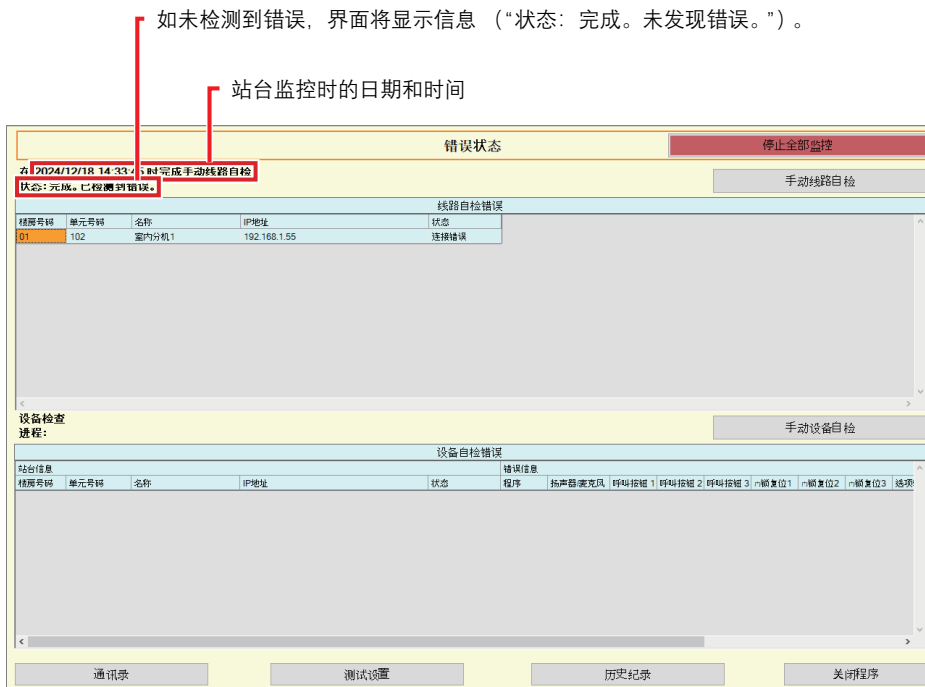 如未检测到错误，界面将显示信息 （“状态：完成。未发现错误。”）。
站台监控时的日期和时间
错误状态
停止全部监控
在 2024/12/18 14:33:45 时完成手动线路自检
状态：完成。已检测到错误。
手动线路自检
线路自检错误
楼房号码 单元号码 名称 IP地址 状态
01 102 室内分机1 192.168.1.55 连接错误
设备检查
进程：
手动设备自检
设备自检错误
站台信息 错误信息
楼房号码 单元号码 名称 IP地址 状态 程序 扬声器/麦克风 呼叫按钮 1 呼叫按钮 2 呼叫按钮 3 门锁复位1 门锁复位2 门锁复位3 选项
通讯录 测试设置 历史纪录 关闭程序